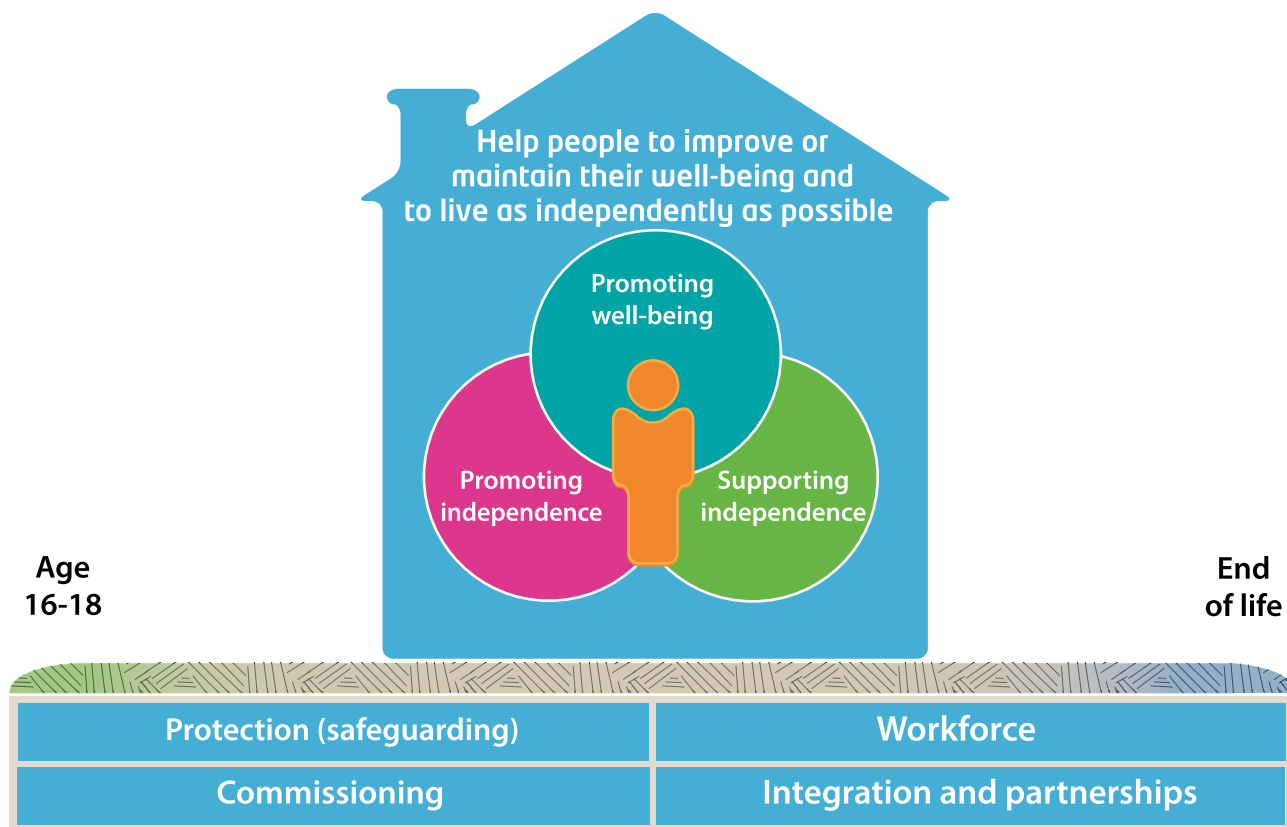 Help people to improve or
maintain their well-being and
to live as independently as possible
Promoting
well-being
Promoting
independence
Supporting
independence
Age
16-18
End
of life
Protection (safeguarding)
Workforce
Commissioning
Integration and partnerships